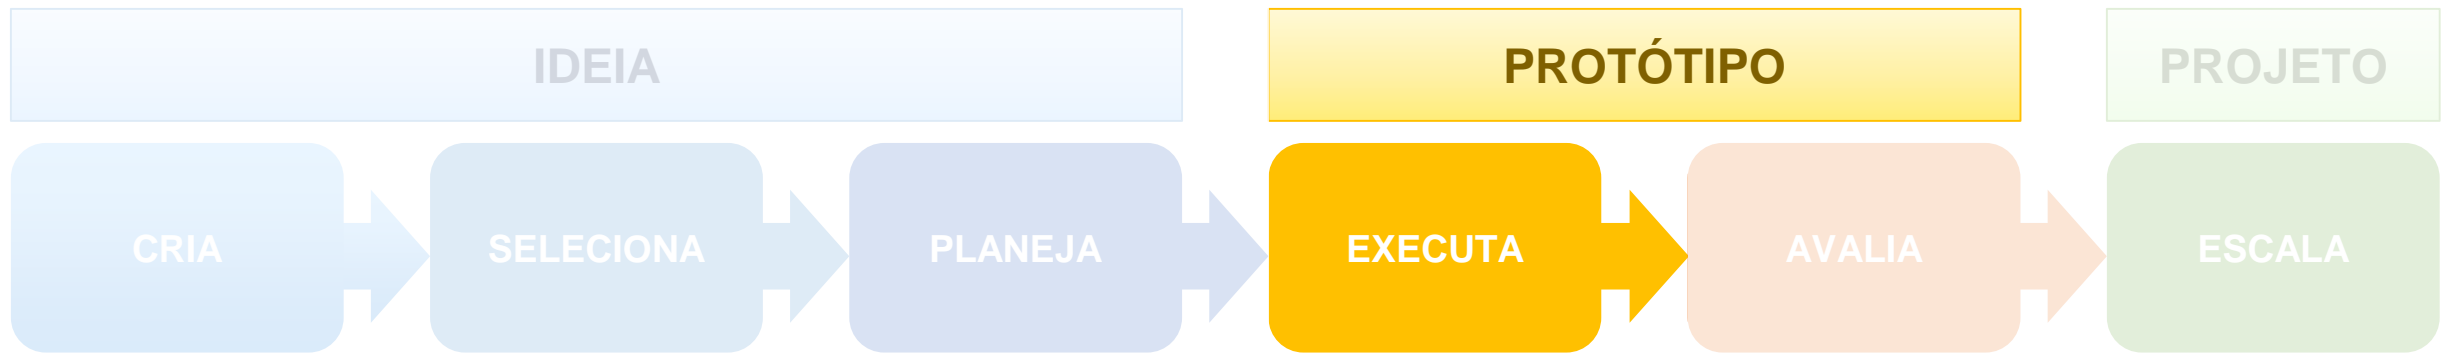 IDEIA
PROTÓTIPO
PROJETO
CRIA
SELECIONA
PLANEJA
EXECUTA
AVALIA
ESCALA